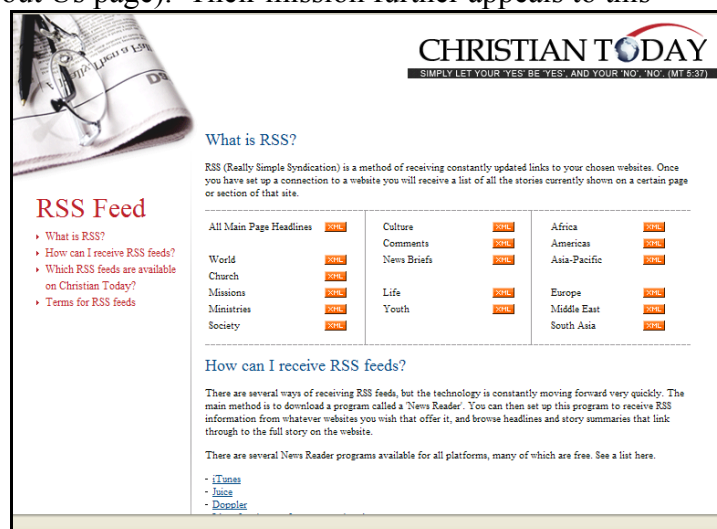 out Us page). Their mission further appears to this
CHRISTIAN TODAY
SIMPLY LET YOUR 'YES' BE 'YES', AND YOUR 'NO', 'NO'. (MT 5:37)
RSS Feed
What is RSS?
How can I receive RSS feeds?
Which RSS feeds are available
on Christian Today?
Terms for RSS feeds
What is RSS?
RSS (Really Simple Syndication) is a method of receiving constantly updated links to your chosen websites. Once
you have set up a connection to a website you will receive a list of all the stories currently shown on a certain page
or section of that site.
All Main Page Headlines XML
World XML
Church XML
Missions XML
Ministries XML
Society XML
Culture XML
Comments XML
News Briefs XML
Life XML
Youth XML
Africa XML
Americas XML
Asia-Pacific XML
Europe XML
Middle East XML
South Asia XML
How can I receive RSS feeds?
There are several ways of receiving RSS feeds, but the technology is constantly moving forward very quickly. The
main method is to download a program called a 'News Reader'. You can then set up this program to receive RSS
information from whatever websites you wish that offer it, and browse headlines and story summaries that link
through to the full story on the website.
There are several News Reader programs available for all platforms, many of which are free. See a list here.
- iTunes
- Juice
- Doppler